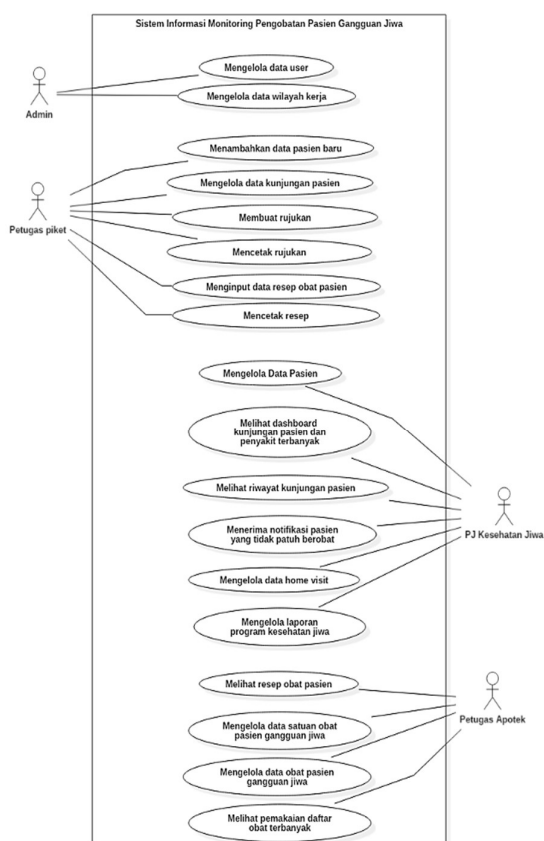 Sistem Informasi Monitoring Pengobatan Pasien Gangguan Jiwa
Mengelola data user
Mengelola data wilayah kerja
Admin
Menambahkan data pasien baru
Mengelola data kunjungan pasien
Membuat rujukan
Petugas piket
Mencetak rujukan
Menginput data resep obat pasien
Mencetak resep
Mengelola Data Pasien
Melihat dashboard
kunjungan pasien dan
penyakit terbanyak
Melihat riwayat kunjungan pasien
Menerima notifikasi pasien
yang tidak patuh berobat
PJ Kesehatan Jiwa
Mengelola data home visit
Mengelola laporan
program kesehatan jiwa
Melihat resep obat pasien
Petugas Apotek
Mengelola data satuan obat
pasien gangguan jiwa
Mengelola data obat pasien
gangguan jiwa
Melihat pemakaian daftar
obat terbanyak